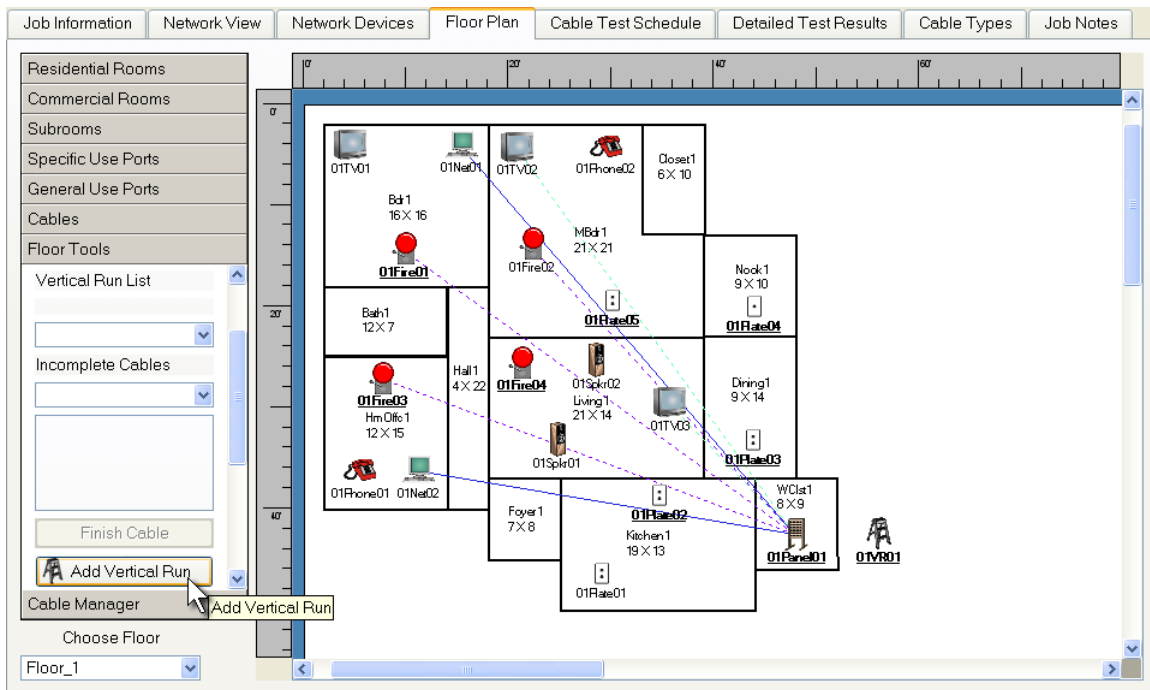 Job Information
Network View
Network Devices
Floor Plan
Cable Test Schedule
Detailed Test Results
Cable Types
Job Notes
Residential Rooms
Commercial Rooms
Subrooms
Specific Use Ports
General Use Ports
Cables
Floor Tools
Vertical Run List
Incomplete Cables
Finish Cable
Add Vertical Run
Cable Manager
Add Vertical Run
Choose Floor
Floor_1
0'
20'
40'
60'
0'
20'
40'
01TV01
01Net01
01TV02
01Phone02
Closet1
6 X 10
Bdr1
16 X 16
MBdr1
21 X 21
01Fire01
01Fire02
Nook1
9 X 10
01Plate05
01Plate04
Bath1
12 X 7
Hall1
4 X 22
01Fire04
01Spkr02
Living1
21 X 14
Dining1
9 X 14
01Fire03
HmOffc1
12 X 15
01TV03
01Spkr01
01Plate03
01Phone01
01Net02
Foyer1
7 X 8
01Plate02
Kitchen1
19 X 13
WClst1
8 X 9
01Panel01
01VR01
01Plate01